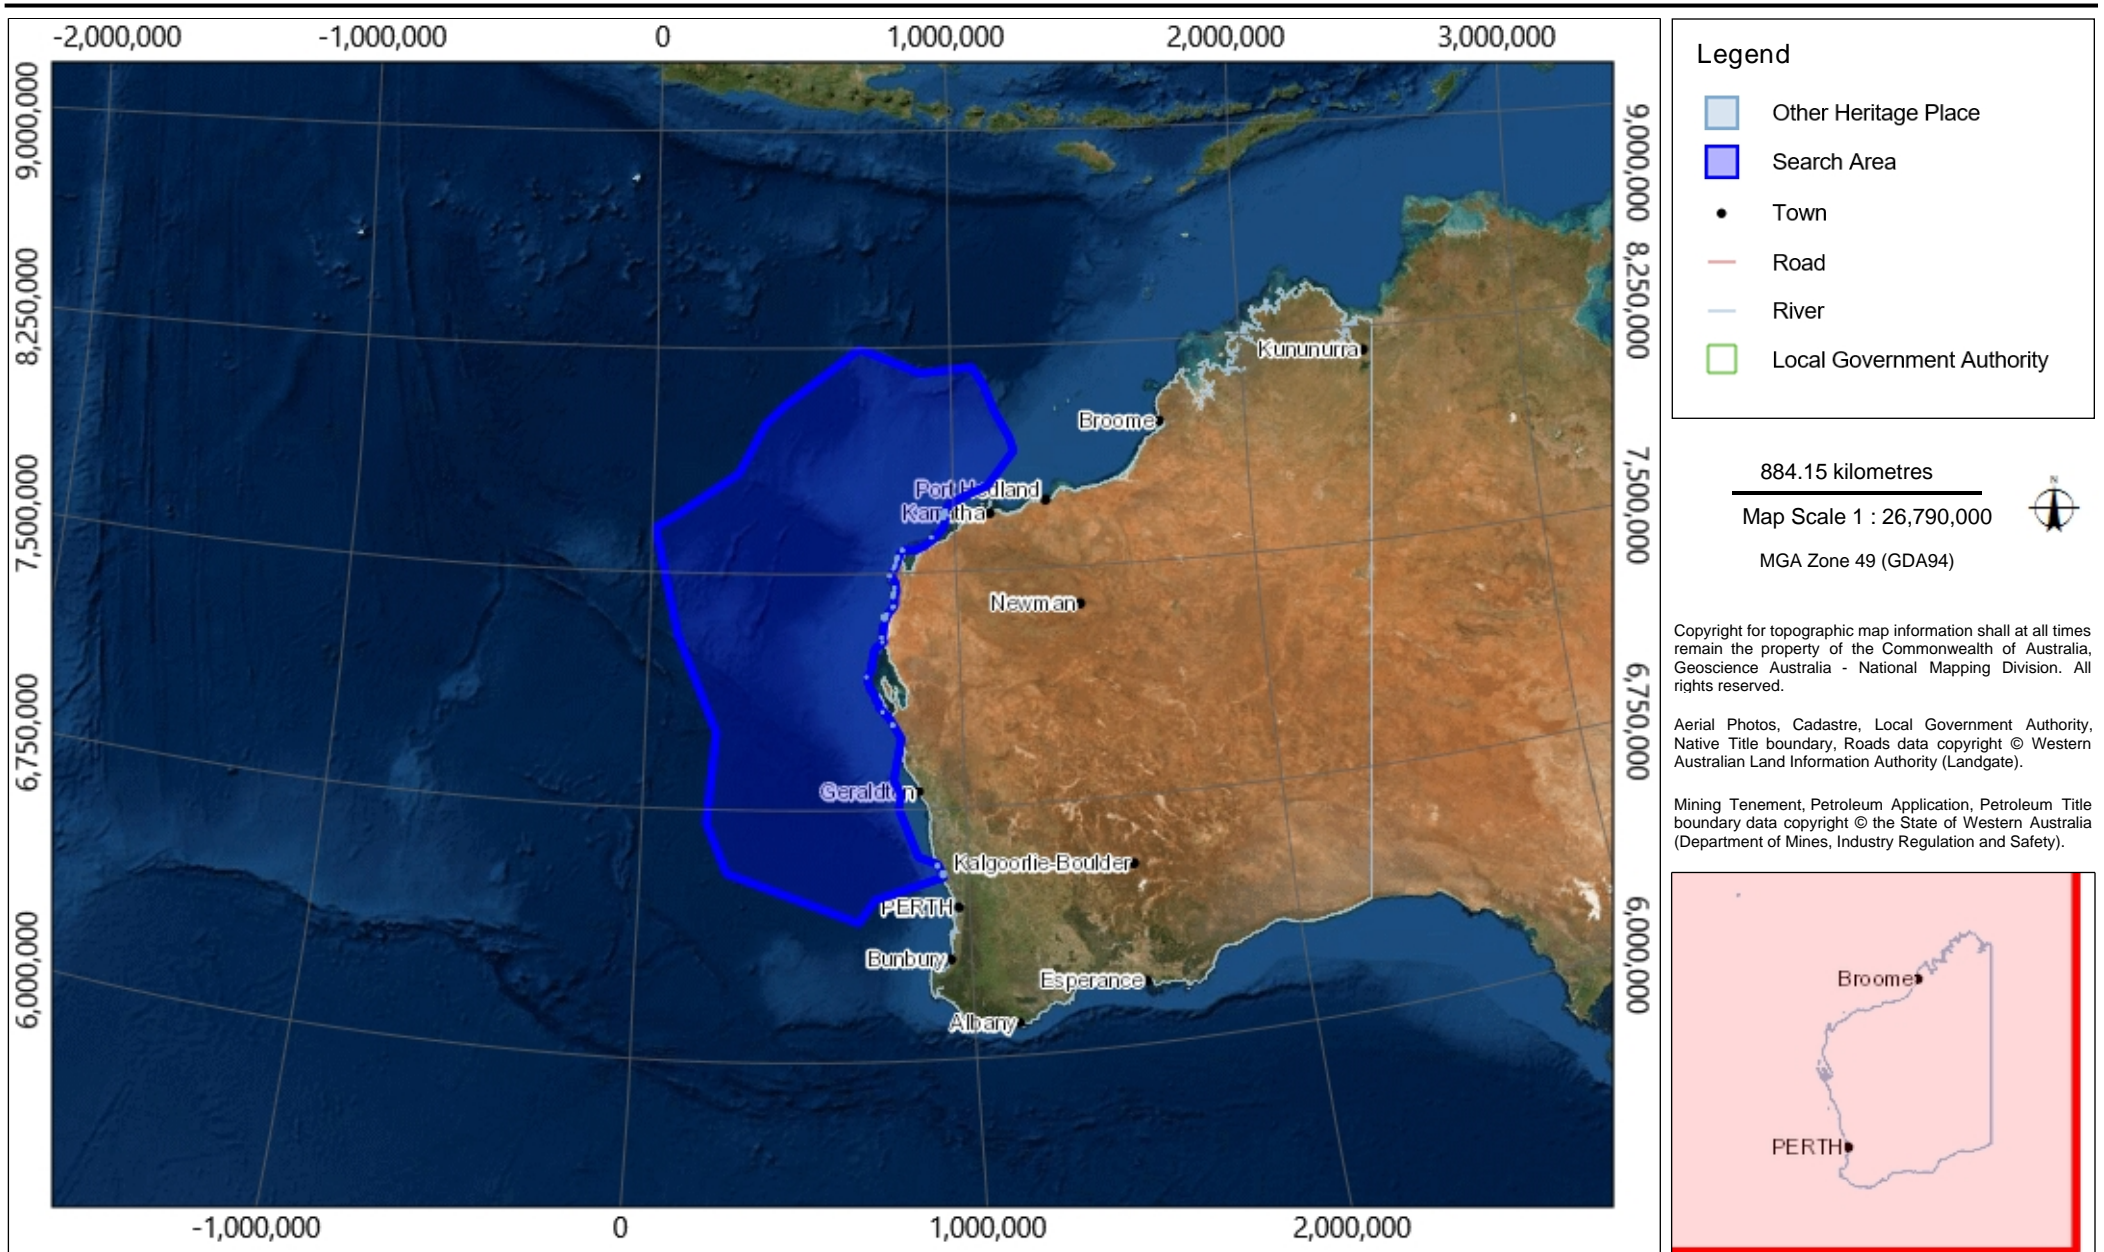 -2,000,000 -1,000,000 0 1,000,000 2,000,000 3,000,000
9,000,000
8,250,000
7,500,000
6,750,000
6,000,000
9,000,000
8,250,000
7,500,000
6,750,000
6,000,000
Kununurra
Broome
Port Hedland
Karratha
Newman
Geraldton
Kalgoorlie-Boulder
PERTH
Bunbury
Esperance
Albany
-1,000,000 0 1,000,000 2,000,000
Legend
Other Heritage Place
Search Area
Town
Road
River
Local Government Authority
884.15 kilometres
Map Scale 1 : 26,790,000
MGA Zone 49 (GDA94)
N
Copyright for topographic map information shall at all times
remain the property of the Commonwealth of Australia,
Geoscience Australia - National Mapping Division. All
rights reserved.
Aerial Photos, Cadastre, Local Government Authority,
Native Title boundary, Roads data copyright © Western
Australian Land Information Authority (Landgate).
Mining Tenement, Petroleum Application, Petroleum Title
boundary data copyright © the State of Western Australia
(Department of Mines, Industry Regulation and Safety).
Broome
PERTH